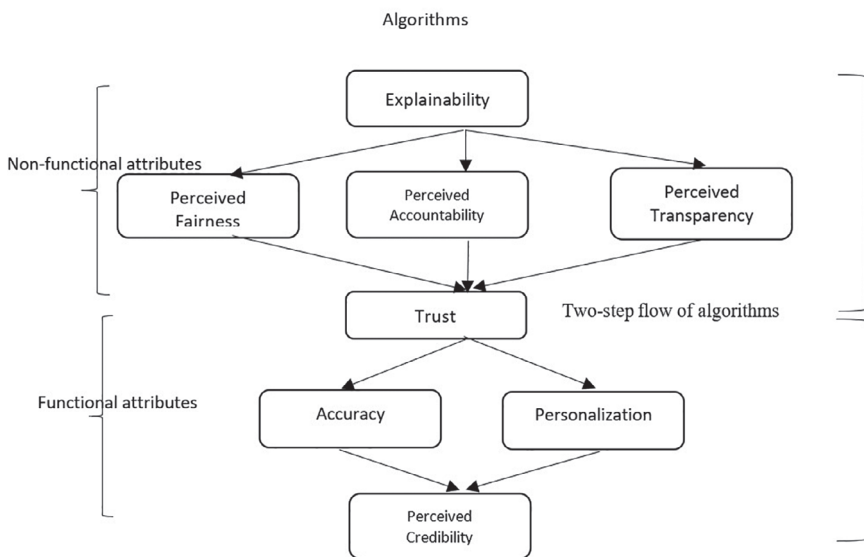 Algorithms
Explainability
Non-functional attributes
Perceived
Fairness
Perceived
Accountability
Perceived
Transparency
Trust
Two-step flow of algorithms
Functional attributes
Accuracy
Personalization
Perceived
Credibility